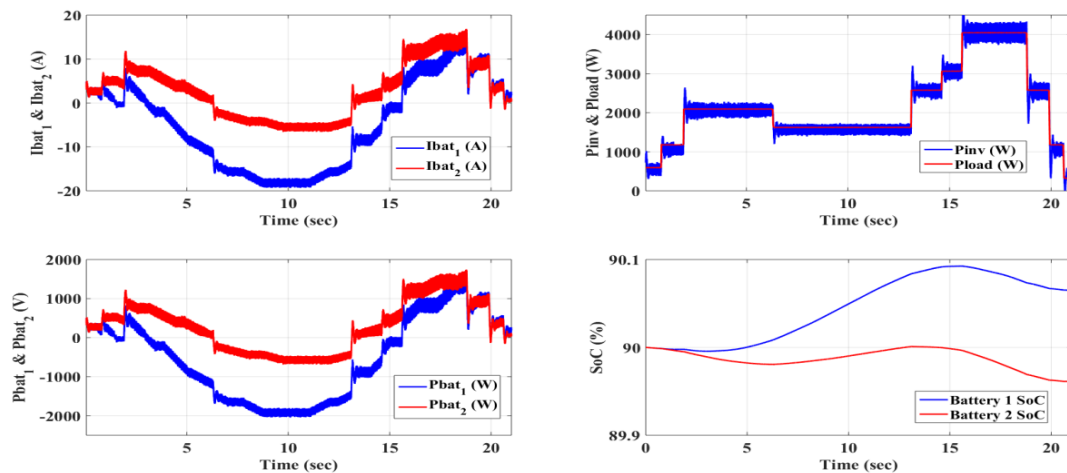 20
10
0
-10
-20
Ibat1 & Ibat2 (A)
Ibat1 (A)
Ibat2 (A)
5
10
15
20
Time (sec)
4000
3000
2000
1000
0
Pinv & Pload (W)
Pinv (W)
Pload (W)
0
5
10
15
20
Time (sec)
2000
1000
0
-1000
-2000
Pbat1 & Pbat2 (V)
Pbat1 (W)
Pbat2 (W)
5
10
15
20
Time (sec)
90.1
90
89.9
SoC (%)
Battery 1 SoC
Battery 2 SoC
0
5
10
15
20
Time (sec)